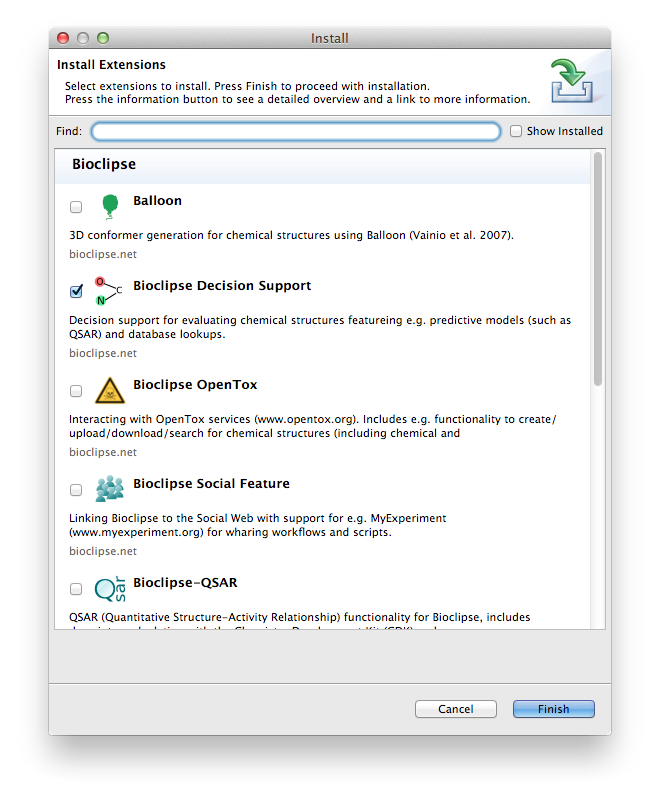 Install
Install Extensions
Select extensions to install. Press Finish to proceed with installation.
Press the information button to see a detailed overview and a link to more information.
Find:
Show Installed
Bioclipse
Balloon
3D conformer generation for chemical structures using Balloon (Vainio et al. 2007).
bioclipse.net
O
C
N
Bioclipse Decision Support
Decision support for evaluating chemical structures featureing e.g. predictive models (such as
QSAR) and database lookups.
bioclipse.net
Bioclipse OpenTox
Interacting with OpenTox services (www.opentox.org). Includes e.g. functionality to create/
upload/download/search for chemical structures (including chemical and
bioclipse.net
Bioclipse Social Feature
Linking Bioclipse to the Social Web with support for e.g. MyExperiment
(www.myexperiment.org) for wharing workflows and scripts.
bioclipse.net
Qsar
Bioclipse-QSAR
QSAR (Quantitative Structure-Activity Relationship) functionality for Bioclipse, includes
Cancel
Finish